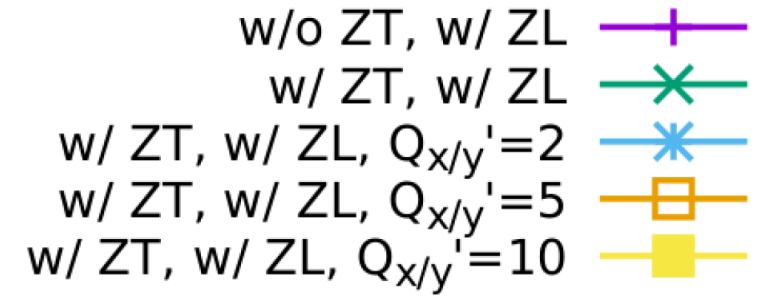 w/o ZT, w/ ZL
w/ ZT, w/ ZL
w/ ZT, w/ ZL, Qx/y'=2
w/ ZT, w/ ZL, Qx/y'=5
w/ ZT, w/ ZL, Qx/y'=10